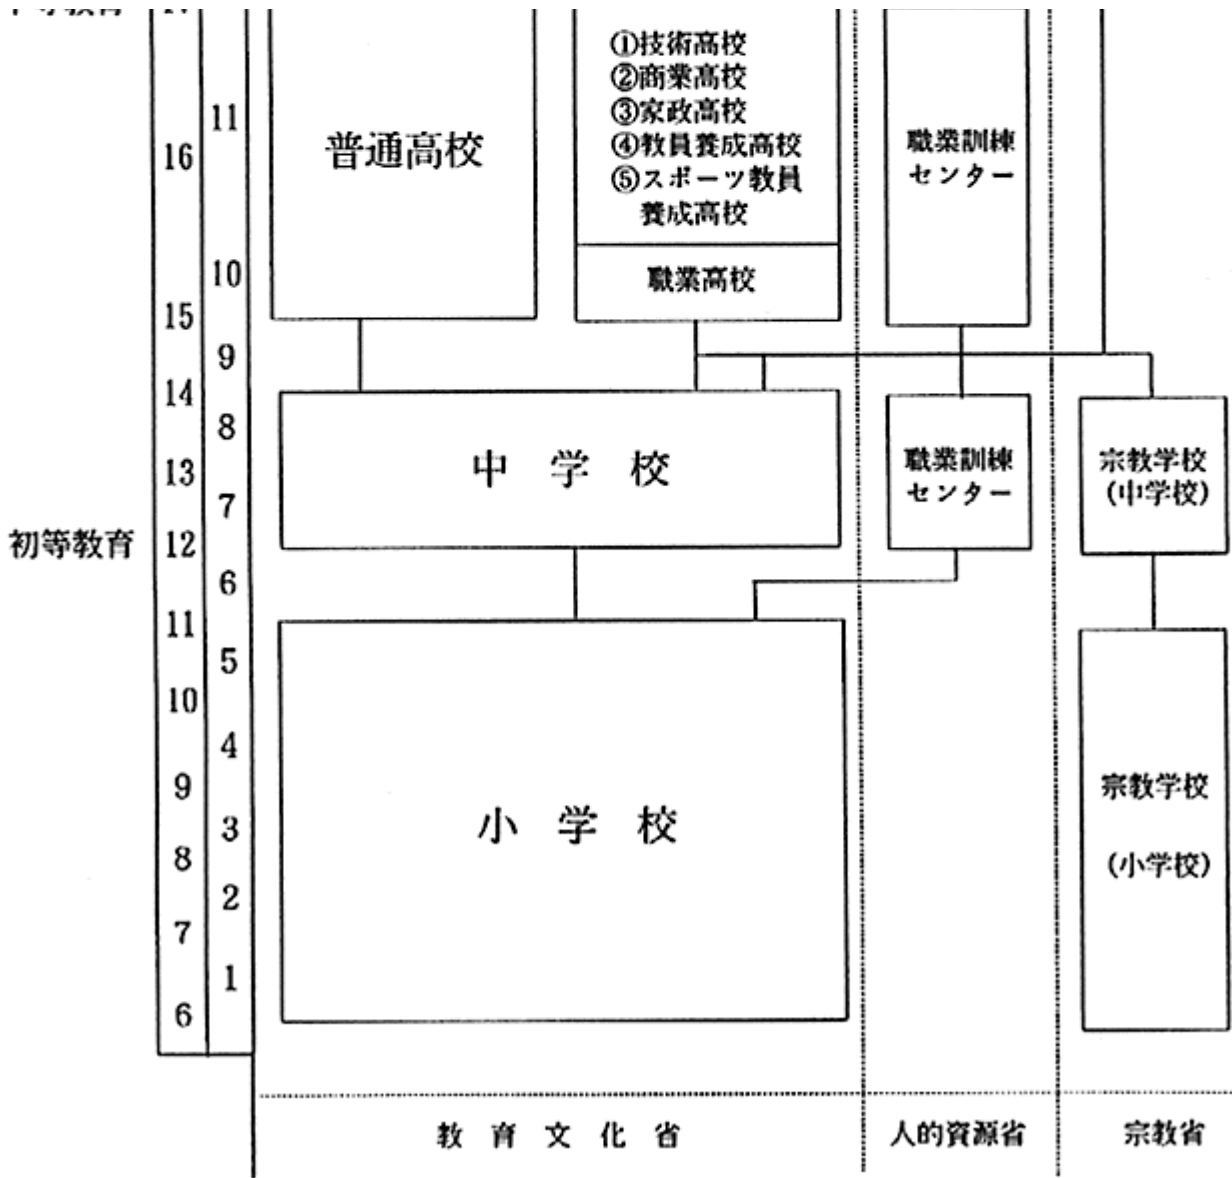 ①技術高校
②商業高校
③家政高校
④教員養成高校
⑤スポーツ教員
養成高校
普通高校
職業訓練
センター
職業高校
11
16
10
15
9
14
8
13
7
12
6
11
5
10
4
9
3
8
2
7
1
6
中学校
職業訓練
センター
宗教学校
(中学校)
初等教育
小学校
宗教学校
(小学校)
教育文化省
人的資源省
宗教省